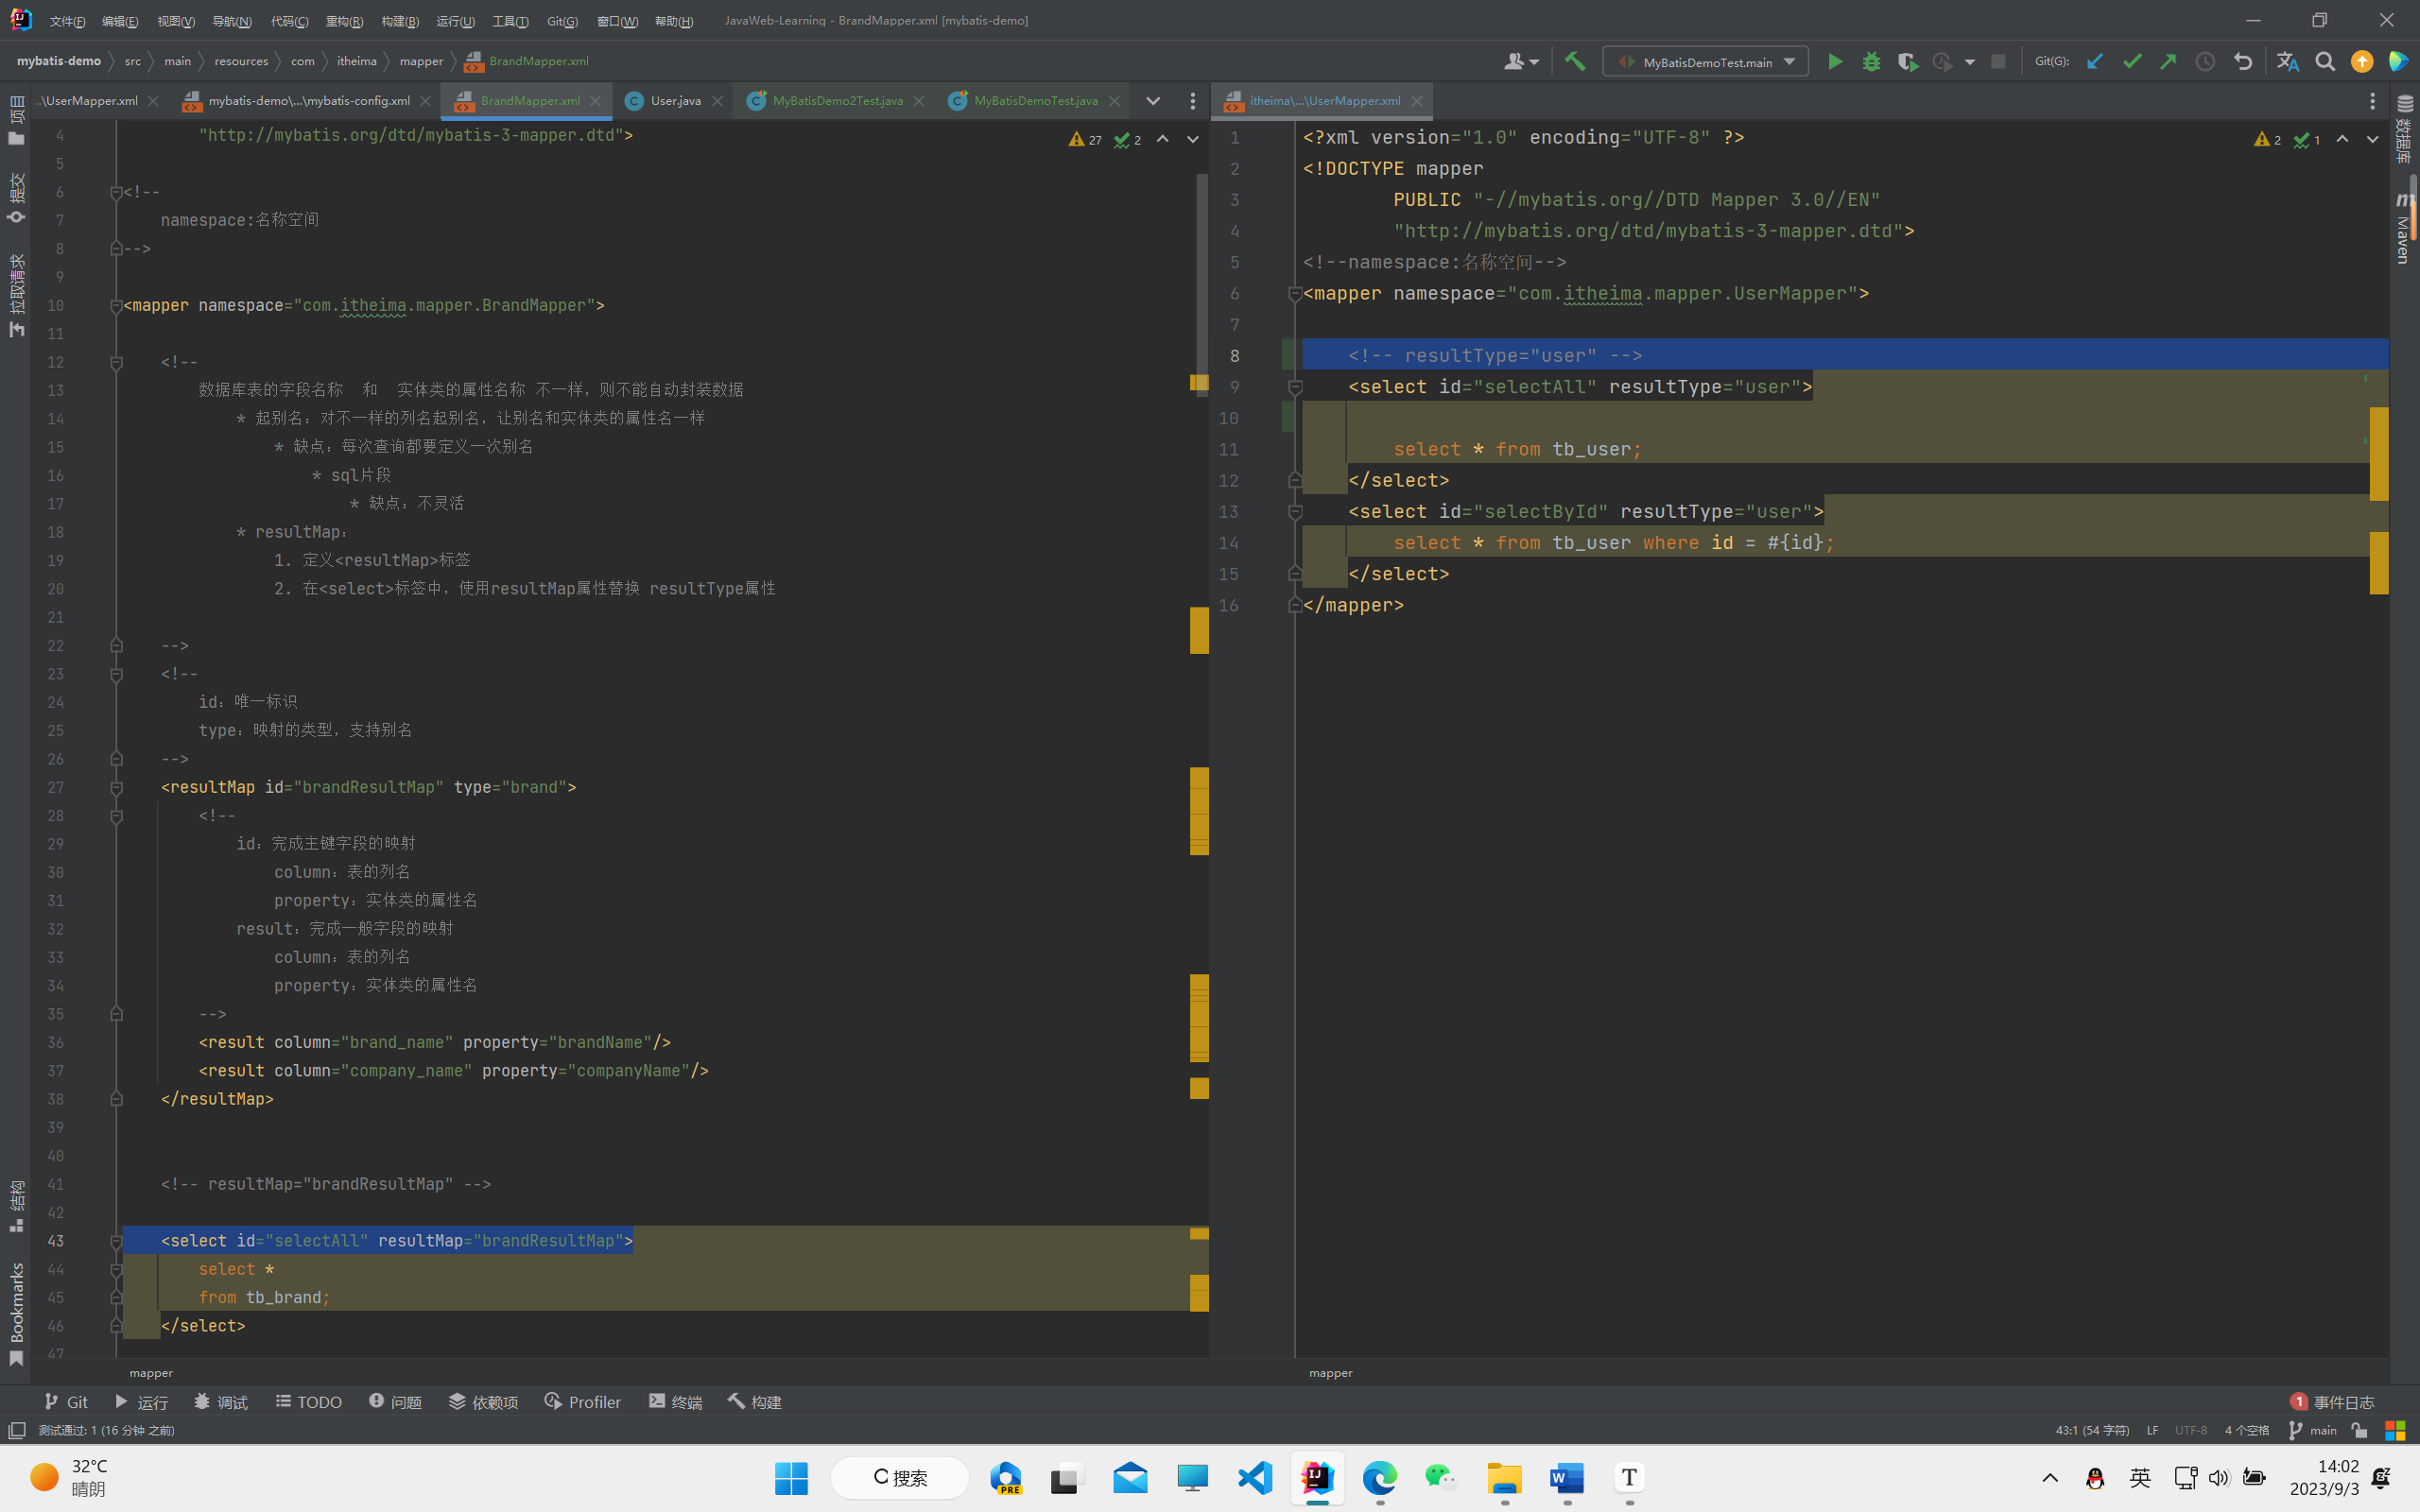 文件(F) 编辑(E) 视图(V) 导航(N) 代码(C) 重构(R) 构建(B) 运行(U) 工具(T) Git(G) 窗口(W) 帮助(H) JavaWeb-Learning - BrandMapper.xml [mybatis-demo]
mybatis-demo src main resources com itheima mapper BrandMapper.xml MyBatisDemoTest.main Git(G):
...\UserMapper.xml mybatis-demo\...\mybatis-config.xml BrandMapper.xml User.java MyBatisDemo2Test.java MyBatisDemoTest.java
项目
提交
拉取请求
结构
Bookmarks
27 2
4 "http://mybatis.org/dtd/mybatis-3-mapper.dtd">
5
6 <!--
7 namespace:名称空间
8 -->
9
10 <mapper namespace="com.itheima.mapper.BrandMapper">
11
12 <!--
13 数据库表的字段名称 和 实体类的属性名称 不一样，则不能自动封装数据
14 * 起别名：对不一样的列名起别名，让别名和实体类的属性名一样
15 * 缺点：每次查询都要定义一次别名
16 * sql片段
17 * 缺点：不灵活
18 * resultMap：
19 1. 定义<resultMap>标签
20 2. 在<select>标签中，使用resultMap属性替换 resultType属性
21
22 -->
23 <!--
24 id：唯一标识
25 type：映射的类型，支持别名
26 -->
27 <resultMap id="brandResultMap" type="brand">
28 <!--
29 id：完成主键字段的映射
30 column：表的列名
31 property：实体类的属性名
32 result：完成一般字段的映射
33 column：表的列名
34 property：实体类的属性名
35 -->
36 <result column="brand_name" property="brandName"/>
37 <result column="company_name" property="companyName"/>
38 </resultMap>
39
40
41 <!-- resultMap="brandResultMap" -->
42
43 <select id="selectAll" resultMap="brandResultMap">
44 select *
45 from tb_brand;
46 </select>
47
mapper
itheima\...\UserMapper.xml
2 1
1 <?xml version="1.0" encoding="UTF-8" ?>
2 <!DOCTYPE mapper
3 PUBLIC "-//mybatis.org//DTD Mapper 3.0//EN"
4 "http://mybatis.org/dtd/mybatis-3-mapper.dtd">
5 <!--namespace:名称空间-->
6 <mapper namespace="com.itheima.mapper.UserMapper">
7
8 <!-- resultType="user" -->
9 <select id="selectAll" resultType="user">
10
11 select * from tb_user;
12 </select>
13 <select id="selectById" resultType="user">
14 select * from tb_user where id = #{id};
15 </select>
16 </mapper>
mapper
数据库
m Maven
Git 运行 调试 TODO 问题 依赖项 Profiler 终端 构建 1 事件日志
测试通过: 1 (16 分钟 之前) 43:1 (54 字符) LF UTF-8 4 个空格 main
32°C
晴朗
搜索
PRE
IJ
W
T
英
14:02
2023/9/3